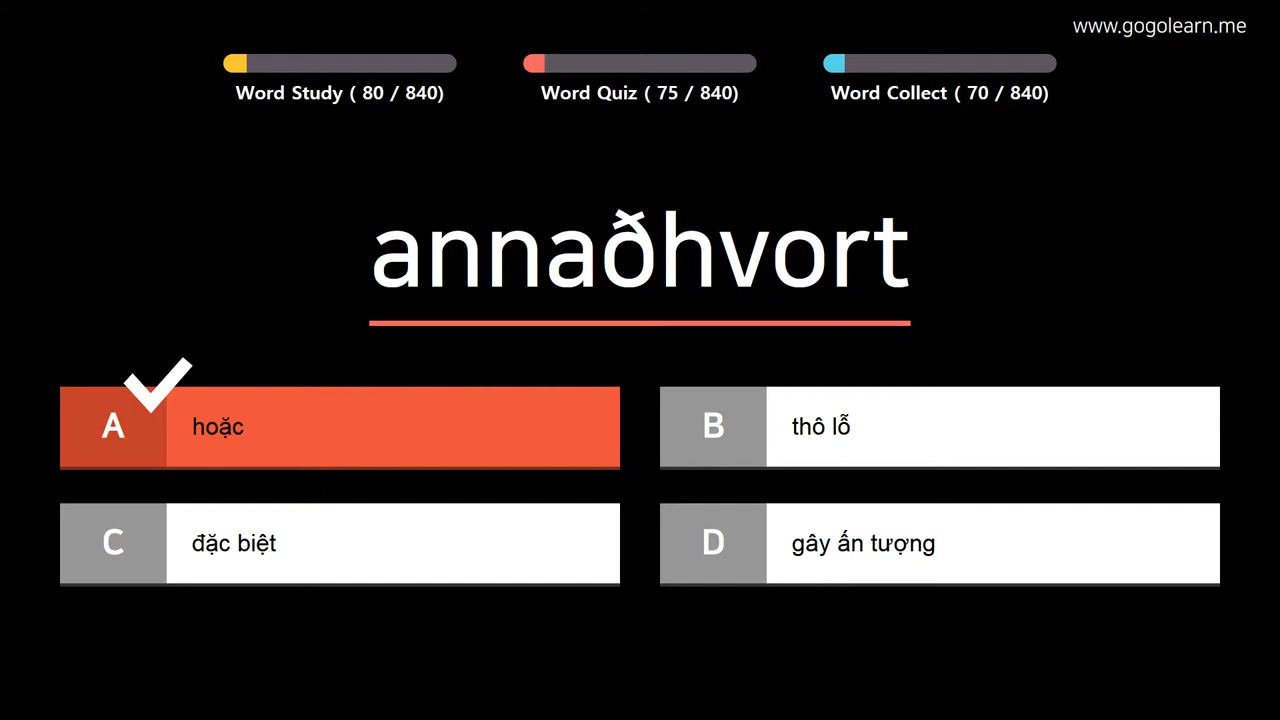 www.gogolearn.me
Word Study ( 80 / 840)
Word Quiz ( 75 / 840)
Word Collect ( 70 / 840)
annaðhvort
A hoặc
B thô lỗ
C đặc biệt
D gây ấn tượng